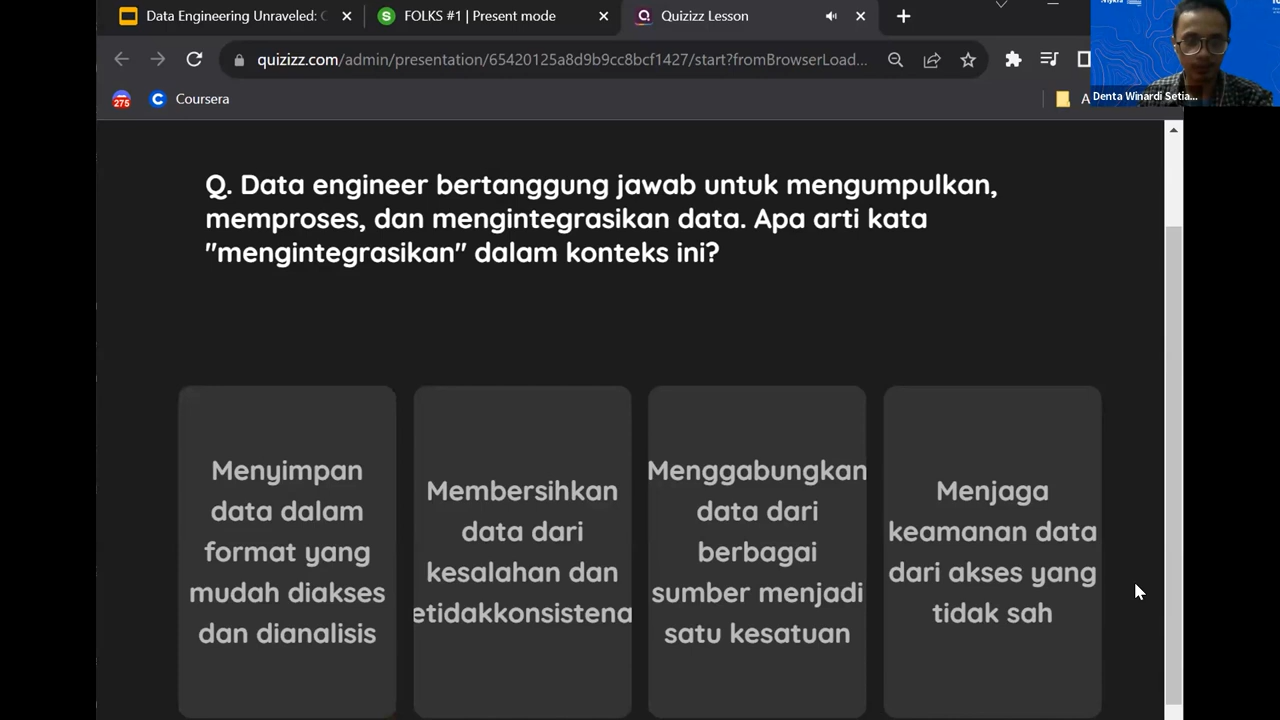 Data Engineering Unraveled:
FOLKS #1 | Present mode
Quizizz Lesson
quizizz.com/admin/presentation/65420125a8d9b9cc8bcf1427/start?fromBrowserLoad...
275
Coursera
A
Denta Winardi Setia...
Q. Data engineer bertanggung jawab untuk mengumpulkan,
memproses, dan mengintegrasikan data. Apa arti kata
"mengintegrasikan" dalam konteks ini?
Menyimpan
data dalam
format yang
mudah diakses
dan dianalisis
Membersihkan
data dari
kesalahan dan
etidakkonsistena
Menggabungkan
data dari
berbagai
sumber menjadi
satu kesatuan
Menjaga
keamanan data
dari akses yang
tidak sah